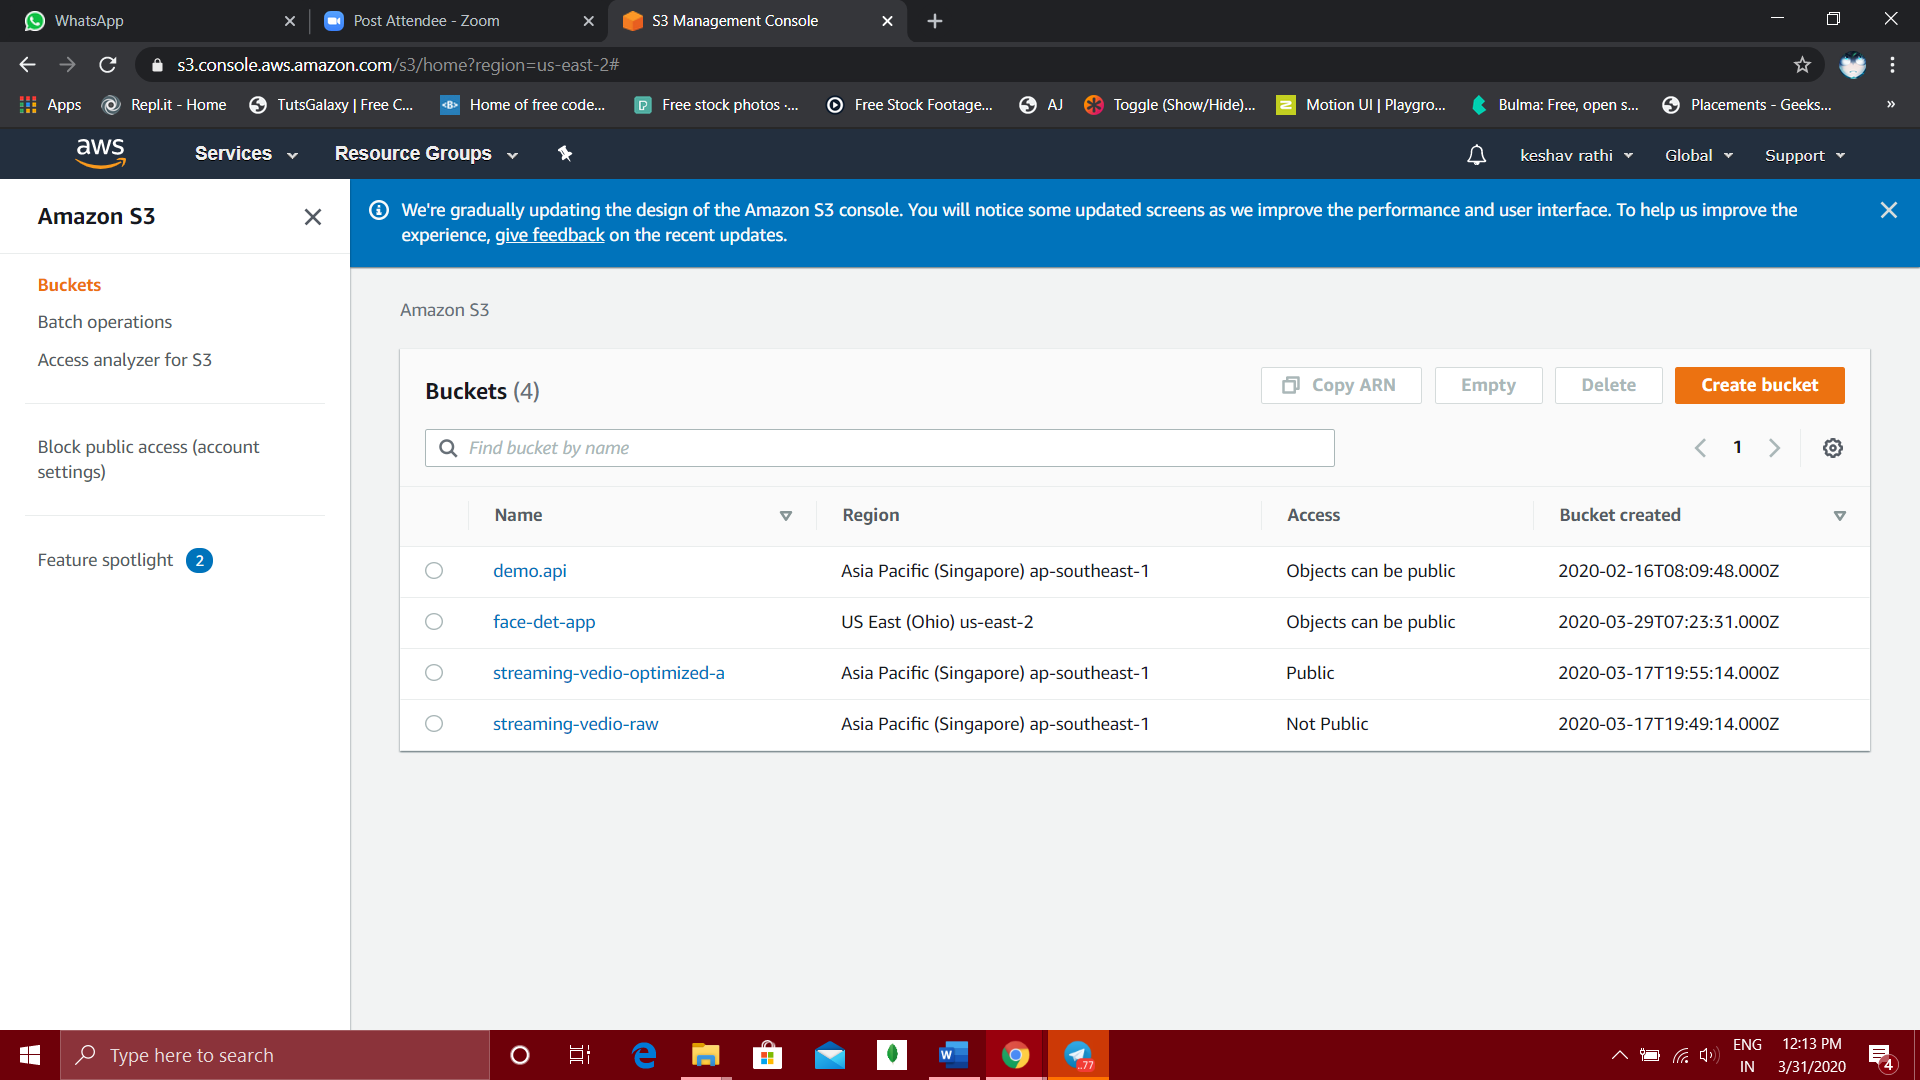 WhatsApp
Post Attendee - Zoom
S3 Management Console
s3.console.aws.amazon.com/s3/home?region=us-east-2#
Apps
Repl.it - Home
TutsGalaxy | Free C...
Home of free code...
Free stock photos ·...
Free Stock Footage...
AJ
Toggle (Show/Hide)...
Motion UI | Playgro...
Bulma: Free, open s...
Placements - Geeks...
»
aws
Services
Resource Groups
keshav rathi
Global
Support
Amazon S3
Buckets
Batch operations
Access analyzer for S3
Block public access (account
settings)
Feature spotlight 2
We're gradually updating the design of the Amazon S3 console. You will notice some updated screens as we improve the performance and user interface. To help us improve the
experience, give feedback on the recent updates.
Amazon S3
Buckets (4)
Copy ARN
Empty
Delete
Create bucket
Find bucket by name
1
Name Region Access Bucket created
demo.api Asia Pacific (Singapore) ap-southeast-1 Objects can be public 2020-02-16T08:09:48.000Z
face-det-app US East (Ohio) us-east-2 Objects can be public 2020-03-29T07:23:31.000Z
streaming-vedio-optimized-a Asia Pacific (Singapore) ap-southeast-1 Public 2020-03-17T19:55:14.000Z
streaming-vedio-raw Asia Pacific (Singapore) ap-southeast-1 Not Public 2020-03-17T19:49:14.000Z
Type here to search
W
..77
ENG
IN
12:13 PM
3/31/2020
4